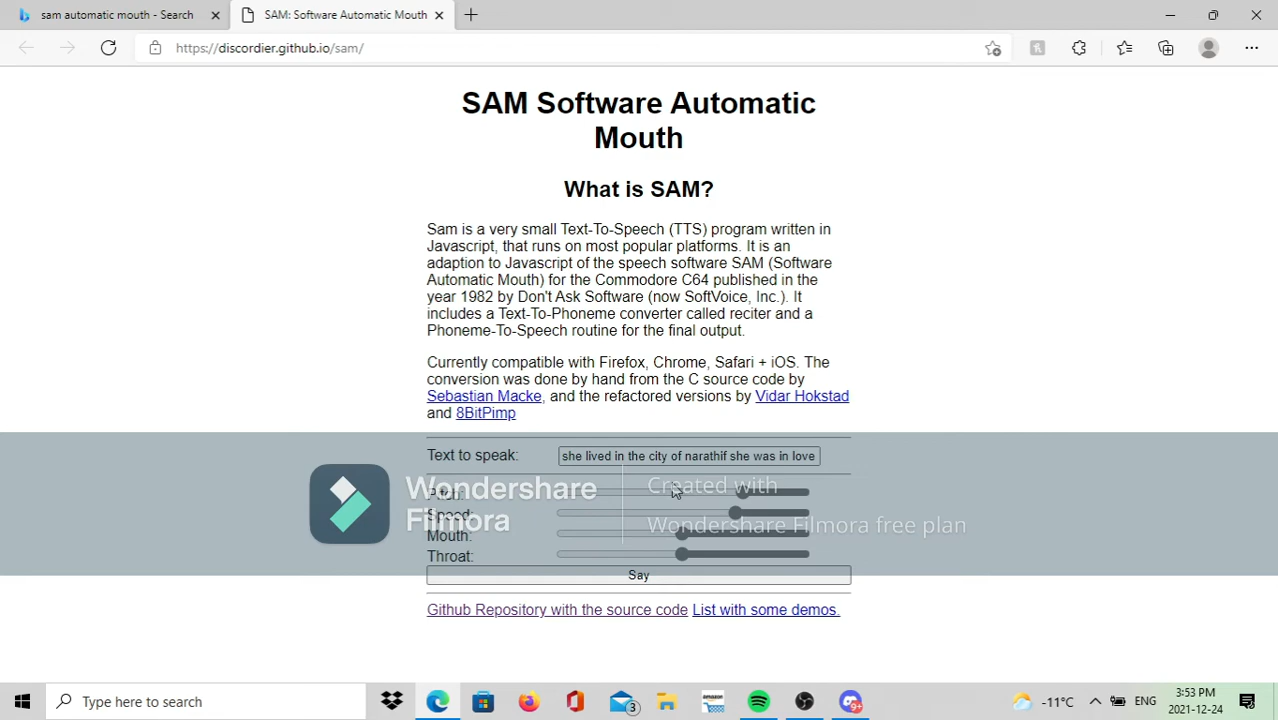 sam automatic mouth - Search
SAM: Software Automatic Mouth
https://discordier.github.io/sam/
SAM Software Automatic
Mouth
What is SAM?
Sam is a very small Text-To-Speech (TTS) program written in
Javascript, that runs on most popular platforms. It is an
adaption to Javascript of the speech software SAM (Software
Automatic Mouth) for the Commodore C64 published in the
year 1982 by Don't Ask Software (now SoftVoice, Inc.). It
includes a Text-To-Phoneme converter called reciter and a
Phoneme-To-Speech routine for the final output.
Currently compatible with Firefox, Chrome, Safari + iOS. The
conversion was done by hand from the C source code by
Sebastian Macke, and the refactored versions by Vidar Hokstad
and 8BitPimp
Text to speak: she lived in the city of narathif she was in love
Wondershare
Filmora
Created with
Wondershare Filmora free plan
Pitch:
Speed:
Mouth:
Throat:
Say
Github Repository with the source code List with some demos.
Type here to search
amazon
3
9+
-11°C
ENG
3:53 PM
2021-12-24